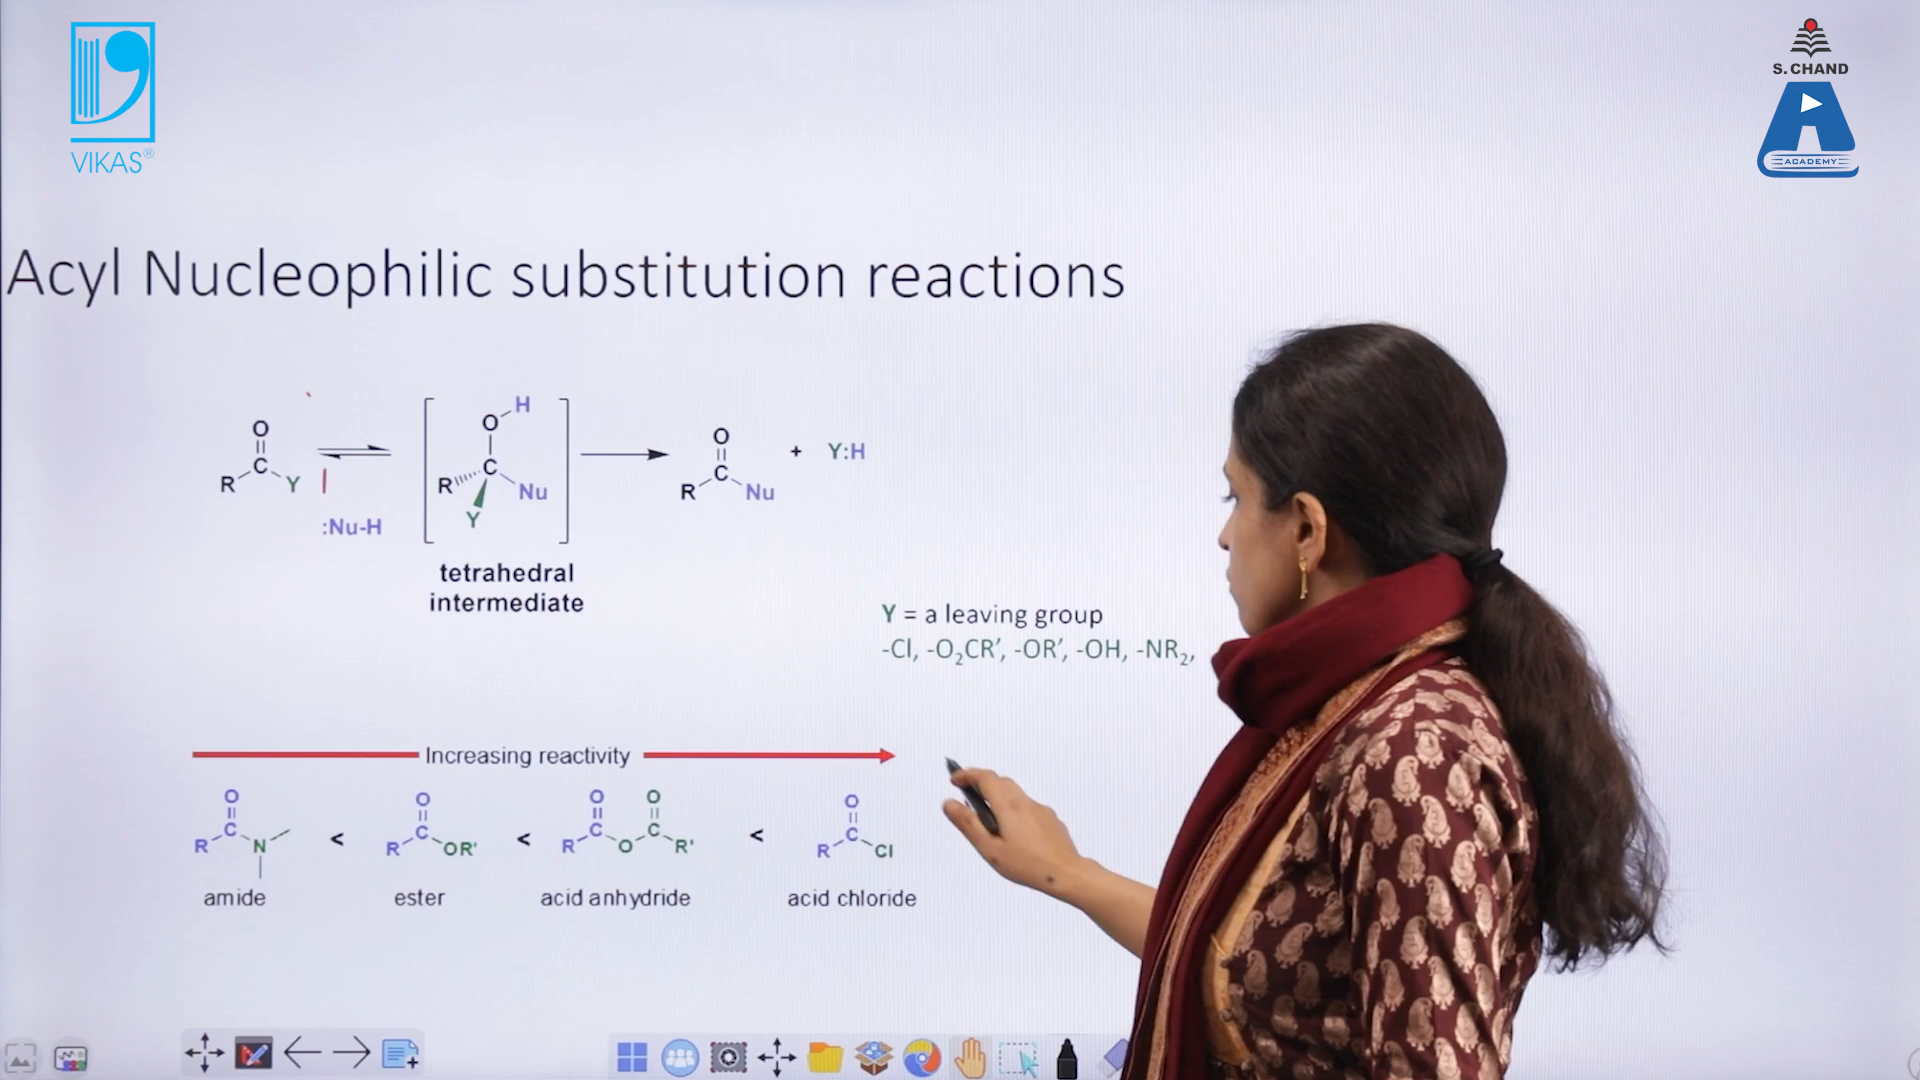 VIKAS®
S. CHAND
ACADEMY
Acyl Nucleophilic substitution reactions
O
R C Y
:Nu-H
O H
R C Nu
Y
tetrahedral
intermediate
O
R C Nu
+ Y:H
Y = a leaving group
-Cl, -O₂CR', -OR', -OH, -NR₂,
Increasing reactivity
O
R C N
<
O
R C OR'
<
O O
R C O C R'
<
O
R C Cl
amide
ester
acid anhydride
acid chloride